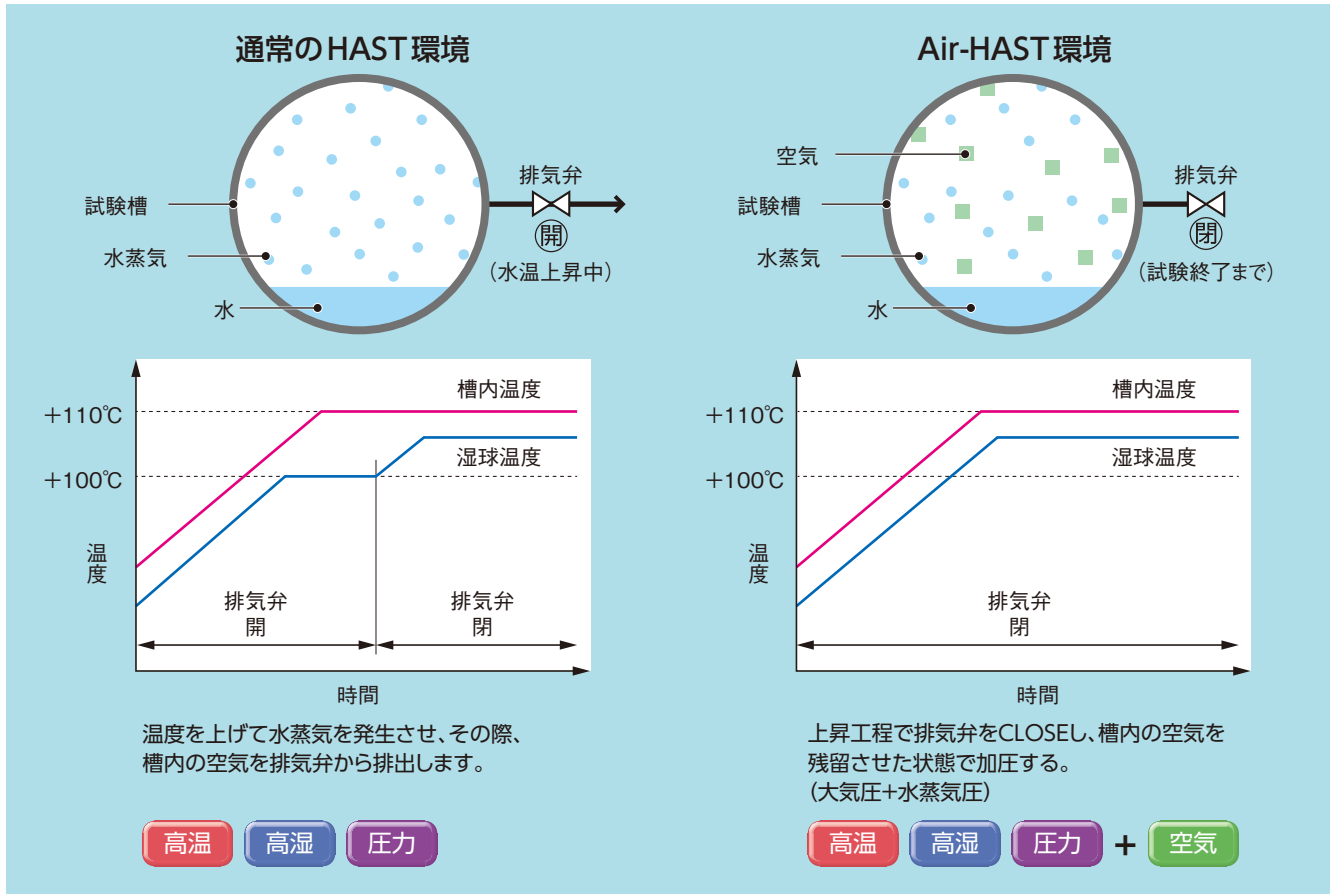 通常のHAST環境
試験槽
水蒸気
水
排気弁
開
(水温上昇中)
+110℃
+100℃
温度
槽内温度
湿球温度
排気弁
開
排気弁
閉
時間
温度を上げて水蒸気を発生させ、その際、
槽内の空気を排気弁から排出します。
高温 高湿 圧力
Air-HAST環境
空気
試験槽
水蒸気
水
排気弁
閉
(試験終了まで)
+110℃
+100℃
温度
槽内温度
湿球温度
排気弁
閉
時間
上昇工程で排気弁をCLOSEし、槽内の空気を
残留させた状態で加圧する。
(大気圧+水蒸気圧)
高温 高湿 圧力 + 空気